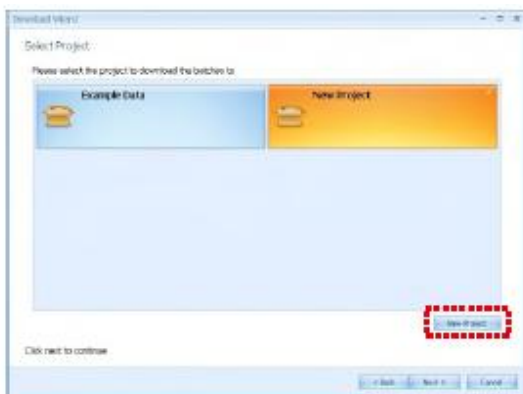 Download Wizard
Select Project
Please select the project to download the batches to
Example Data
New Project
New Project
Click next to continue
< Back
Next >
Cancel